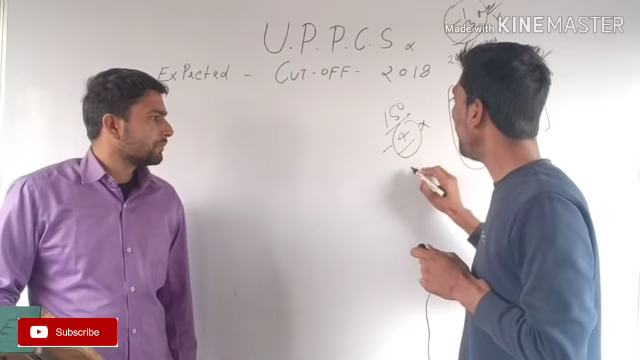 U.P.P.C.S
Expected - CUT-OFF- 2018
150
Made with KINEMASTER
Subscribe